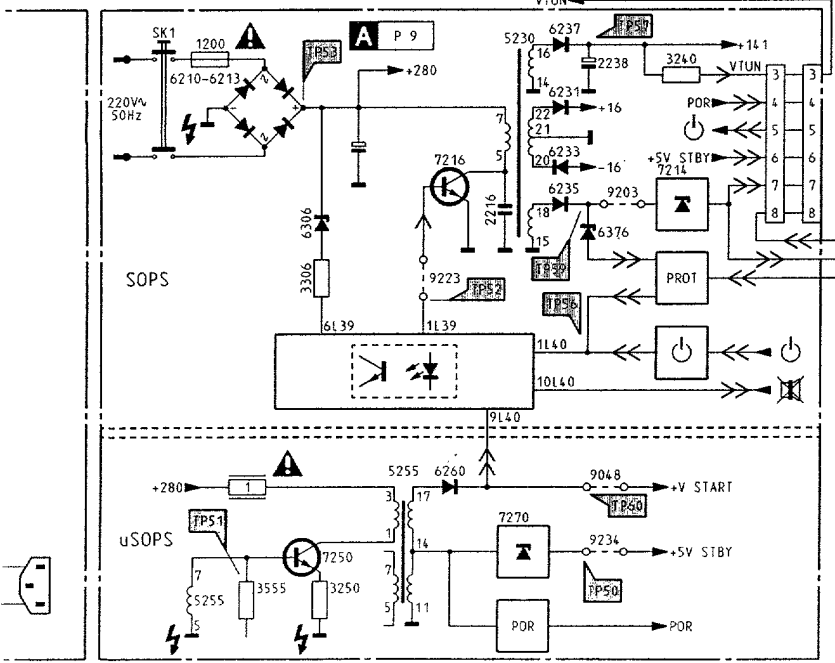 VTUN
SK1
1200
A P 9
TP53
5230
6237
TP57
16
+141
+280
2238
3240
VTUN
3
3
6210-6213
14
6231
220V~
50Hz
22
+16
POR
4
4
7
21
5
5
5
20
6233
-16
+5V STBY
6
6
7216
7214
6235
9203
7
7
18
8
8
2216
6306
15
6376
TP59
3306
9223
TP52
PROT
SOPS
TP56
6L39
1L39
1L40
10L40
9L40
5255
6260
9048
+280
1
3
17
+V START
TP51
TP60
1
7270
9234
uSOPS
7250
14
+5V STBY
7
7
5255
3555
3250
TP50
5
5
11
POR
POR